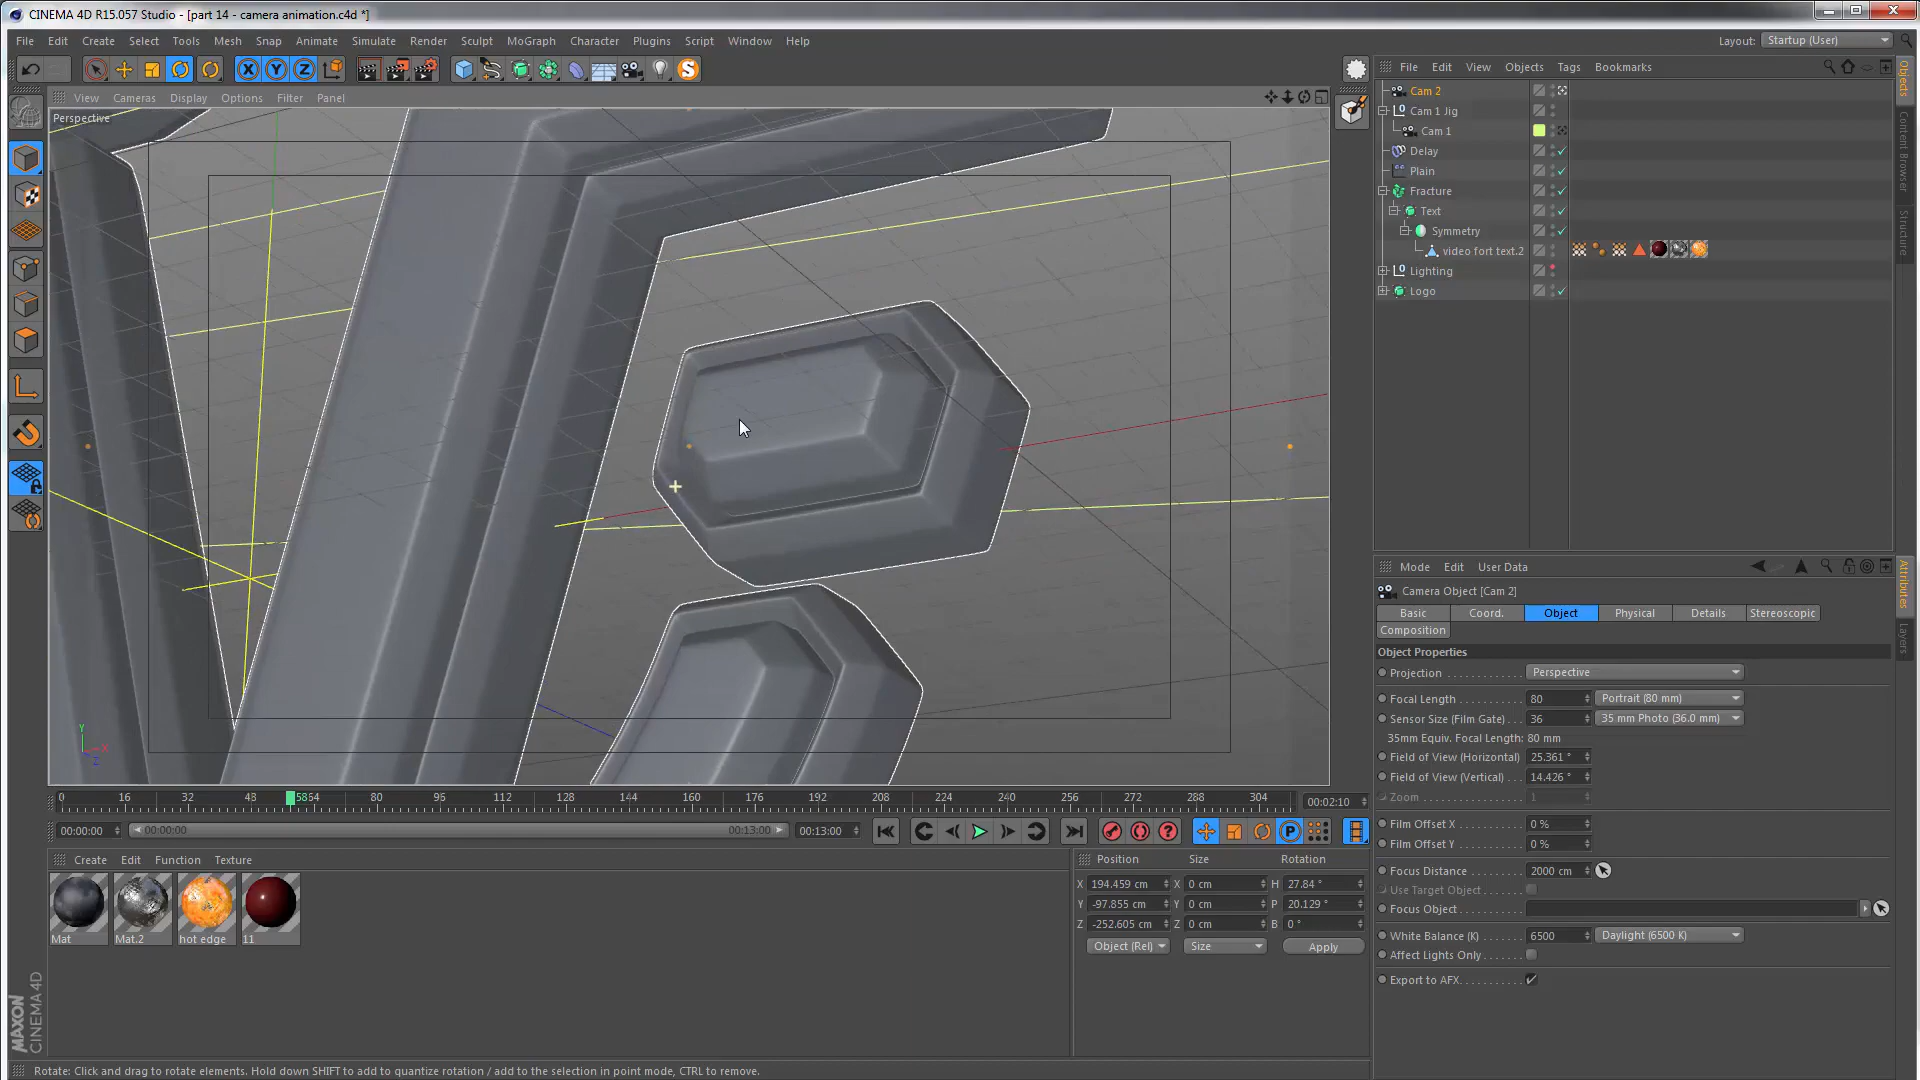 CINEMA 4D R15.057 Studio - [part 14 - camera animation.c4d *]
File Edit Create Select Tools Mesh Snap Animate Simulate Render Sculpt MoGraph Character Plugins Script Window Help Layout: Startup (User)
X Y Z
File Edit View Objects Tags Bookmarks
View Cameras Display Options Filter Panel
Perspective
Cam 2
Cam 1 Jig
Cam 1
Delay
Plain
Fracture
Text
Symmetry
video fort text.2
Lighting
Logo
Objects
Content Browser
Structure
Mode Edit User Data
Camera Object [Cam 2]
Basic Coord. Object Physical Details Stereoscopic
Composition
Object Properties
Projection Perspective
Focal Length 80 Portrait (80 mm)
Sensor Size (Film Gate) 36 35 mm Photo (36.0 mm)
35mm Equiv. Focal Length: 80 mm
Field of View (Horizontal) 25.361 °
Field of View (Vertical) 14.426 °
Zoom 1
Film Offset X 0 %
Film Offset Y 0 %
Focus Distance 2000 cm
Use Target Object
Focus Object
White Balance (K) 6500 Daylight (6500 K)
Affect Lights Only
Export to AFX
Attributes
Layers
Y
X
Z
0 16 32 48 5864 80 96 112 128 144 160 176 192 208 224 240 256 272 288 304 00:02:10
00:00:00 00:00:00 00:13:00 00:13:00
P
Create Edit Function Texture
Mat Mat.2 hot edge 11
Position Size Rotation
X 194.459 cm X 0 cm H 27.84 °
Y -97.855 cm Y 0 cm P 20.129 °
Z -252.605 cm Z 0 cm B 0 °
Object (Rel) Size Apply
MAXON
CINEMA 4D
Rotate: Click and drag to rotate elements. Hold down SHIFT to add to quantize rotation / add to the selection in point mode, CTRL to remove.